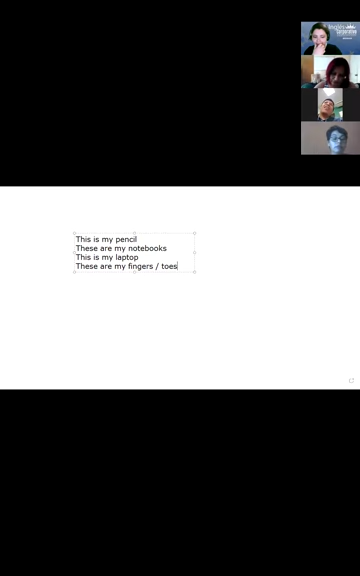 This is my pencil
These are my notebooks
This is my laptop
These are my fingers / toes